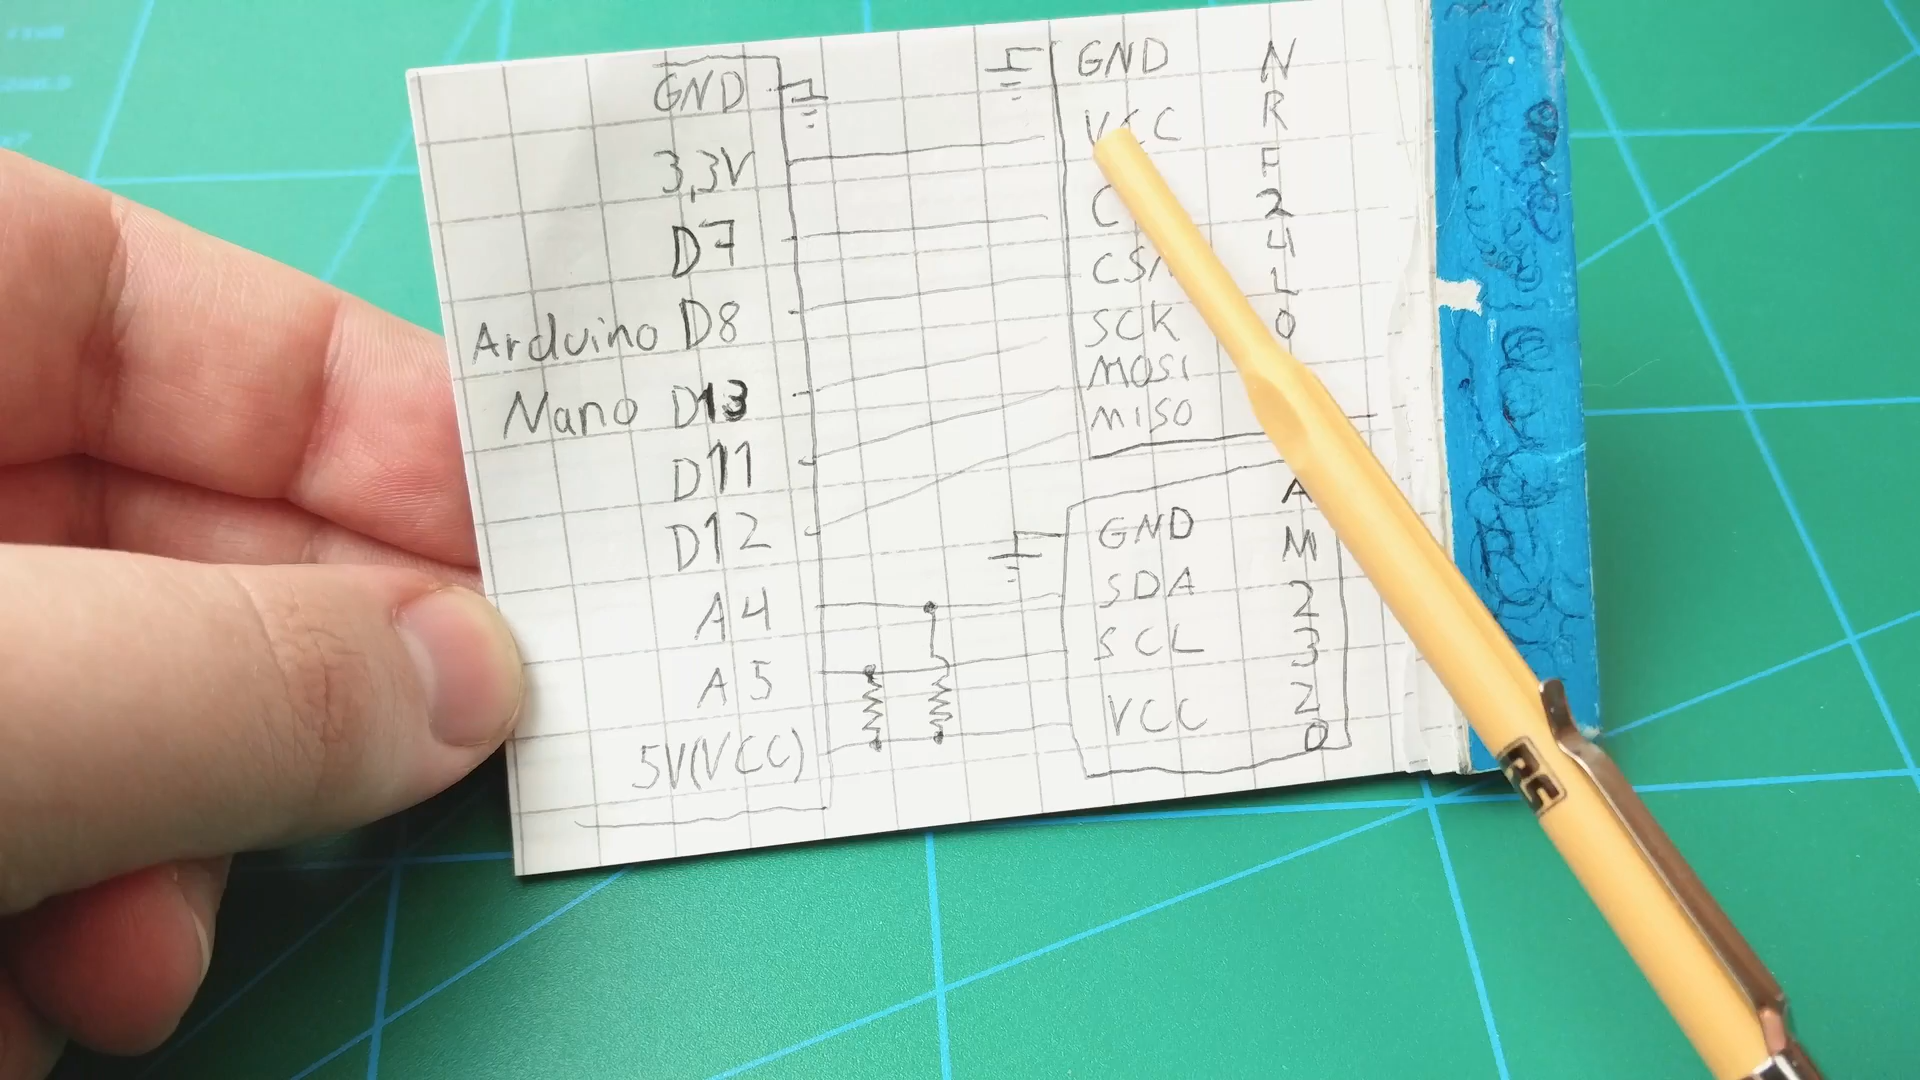 GND
3,3V
D7
Arduino D8
Nano D13
D11
D12
A4
A5
5V(VCC)
GND
VCC
SCK
MOSI
MISO
NRF24L0
GND
SDA
SCL
VCC
AM2320